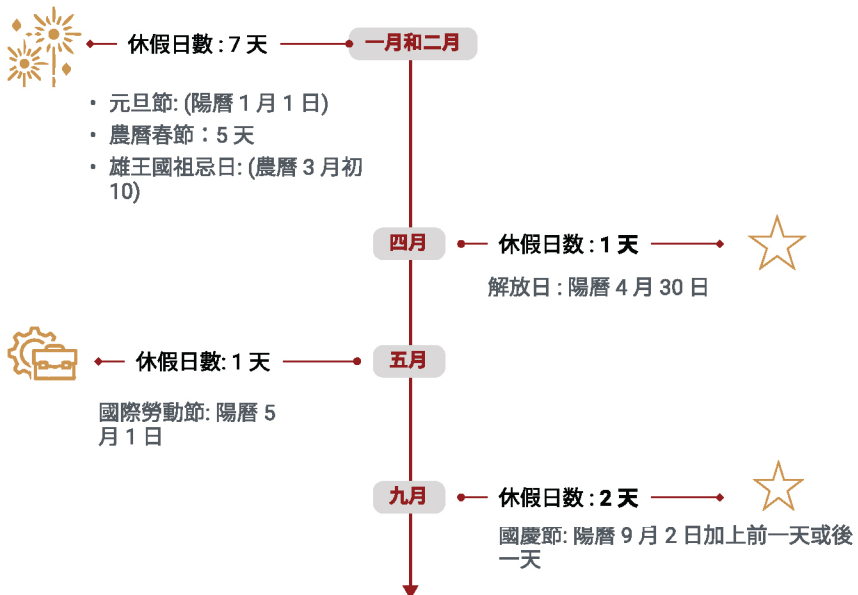 休假日數 : 7 天
一月和二月
• 元旦節: (陽曆 1 月 1 日)
• 農曆春節：5 天
• 雄王國祖忌日: (農曆 3 月初
10)
四月
休假日数 : 1 天
解放日 : 陽曆 4 月 30 日
休假日數: 1 天
五月
國際勞動節: 陽曆 5
月 1 日
九月
休假日数 : 2 天
國慶節: 陽曆 9 月 2 日加上前一天或後
一天